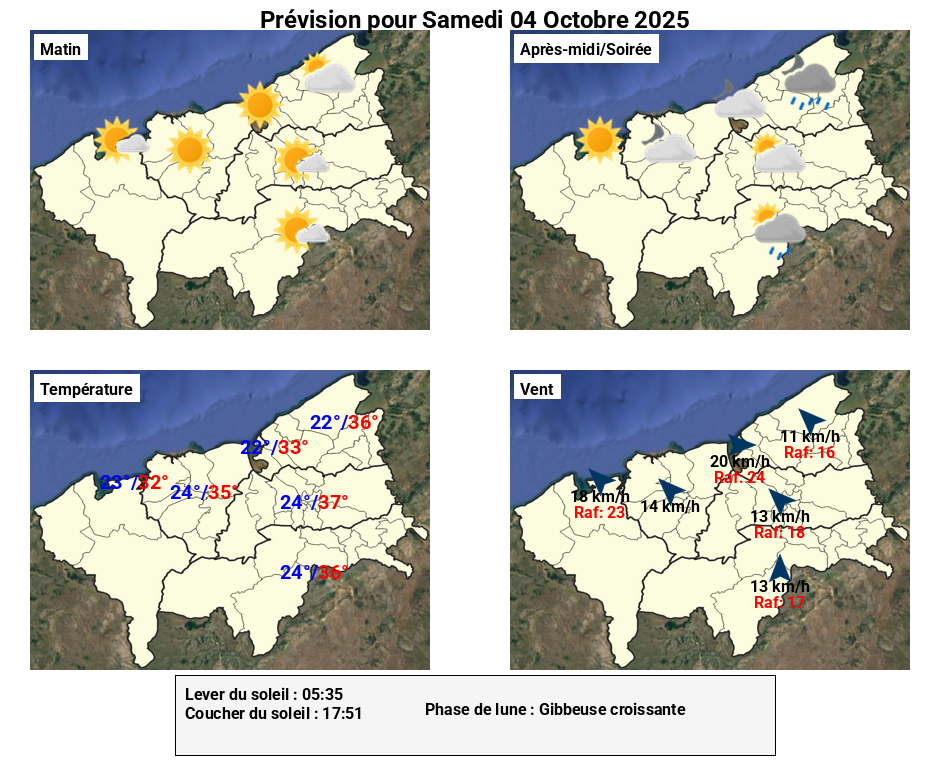 Prévision pour Samedi 04 Octobre 2025
Matin
Après-midi/Soirée
Température
22°/36°
22°/33°
23°/32°
24°/35°
24°/37°
24°/36°
Vent
11 km/h
Raf: 16
20 km/h
Raf: 24
18 km/h
Raf: 23
14 km/h
13 km/h
Raf: 18
13 km/h
Raf: 17
Lever du soleil : 05:35
Coucher du soleil : 17:51
Phase de lune : Gibbeuse croissante